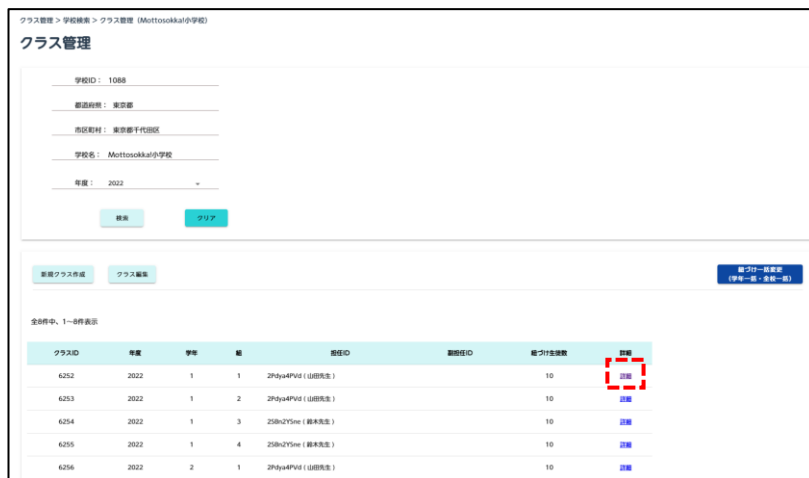 クラス管理 > 学校検索 > クラス管理 (Mottosokka!小学校)
クラス管理
学校ID： 1088
都道府県： 東京都
市区町村： 東京都千代田区
学校名： Mottosokka!小学校
年度： 2022
検索 クリア
新規クラス作成 クラス編集 紐づけ一括変更
(学年一括・全校一括)
全8件中、1～8件表示
クラスID 年度 学年 組 担任ID 副担任ID 紐づけ生徒数 詳細
6252 2022 1 1 2Pdya4PVd ( 山田先生 ) 10 詳細
6253 2022 1 2 2Pdya4PVd ( 山田先生 ) 10 詳細
6254 2022 1 3 2SBn2YSne ( 鈴木先生 ) 10 詳細
6255 2022 1 4 2SBn2YSne ( 鈴木先生 ) 10 詳細
6256 2022 2 1 2Pdya4PVd ( 山田先生 ) 10 詳細